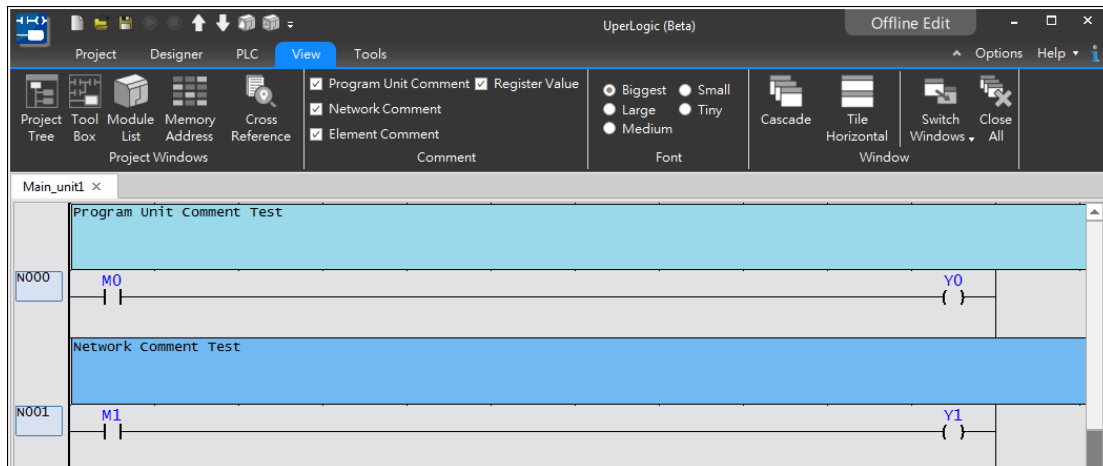 UperLogic (Beta)
Offline Edit
Project Designer PLC View Tools
Options Help
Project Tree
Tool Box
Module List
Memory Address
Cross Reference
Project Windows
Program Unit Comment
Register Value
Network Comment
Element Comment
Comment
Biggest
Small
Large
Tiny
Medium
Font
Cascade
Tile Horizontal
Switch Windows
Close All
Window
Main_unit1
Program Unit Comment Test
N000
M0
Y0
Network Comment Test
N001
M1
Y1